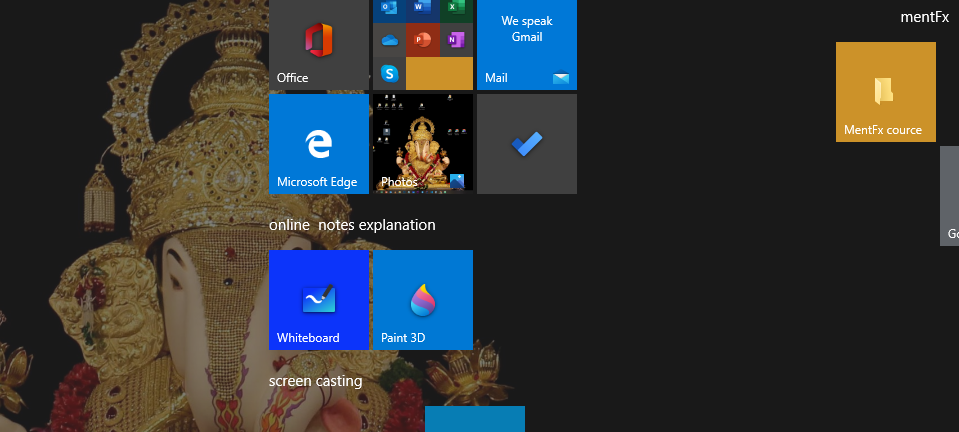 We speak
Gmail
mentFx
Office
Mail
MentFx cource
Microsoft Edge
Photos
online  notes explanation
Go
Whiteboard
Paint 3D
screen casting